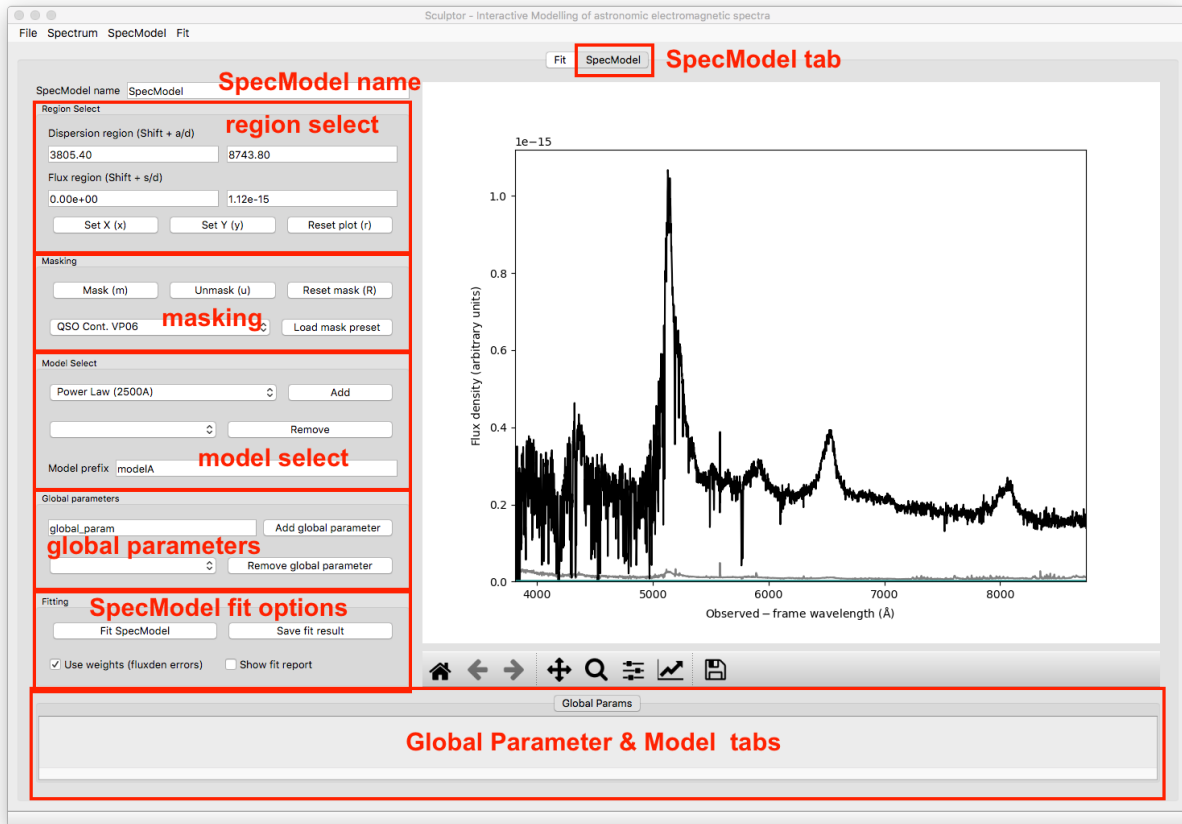 Sculptor - Interactive Modelling of astronomic electromagnetic spectra
File Spectrum SpecModel Fit
Fit SpecModel SpecModel tab
SpecModel name SpecModel SpecModel name
Region Select
region select
Dispersion region (Shift + a/d)
3805.40 8743.80
Flux region (Shift + s/d)
0.00e+00 1.12e-15
Set X (x) Set Y (y) Reset plot (r)
Masking
Mask (m) Unmask (u) Reset mask (R)
QSO Cont. VP06 masking Load mask preset
Model Select
Power Law (2500A) Add
Remove
model select
Model prefix modelA
Global parameters
global_param Add global parameter
global parameters
Remove global parameter
Fitting
SpecModel fit options
Fit SpecModel Save fit result
Use weights (fluxden errors) Show fit report
1e−15
1.0
0.8
0.6
0.4
0.2
0.0
Flux density (arbitrary units)
4000 5000 6000 7000 8000
Observed−frame wavelength (Å)
Global Params
Global Parameter & Model tabs